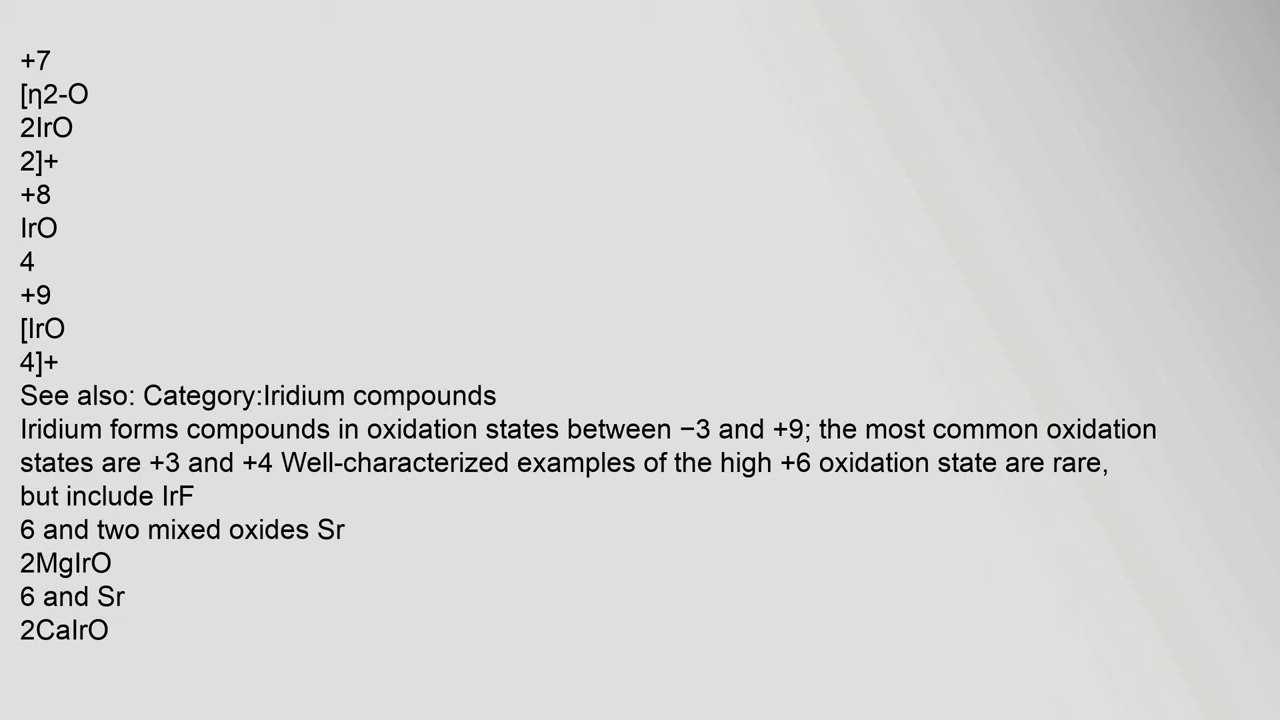 +7
[η2-O
2IrO
2]+
+8
IrO
4
+9
[IrO
4]+
See also: Category:Iridium compounds
Iridium forms compounds in oxidation states between −3 and +9; the most common oxidation
states are +3 and +4 Well-characterized examples of the high +6 oxidation state are rare,
but include IrF
6 and two mixed oxides Sr
2MgIrO
6 and Sr
2CaIrO